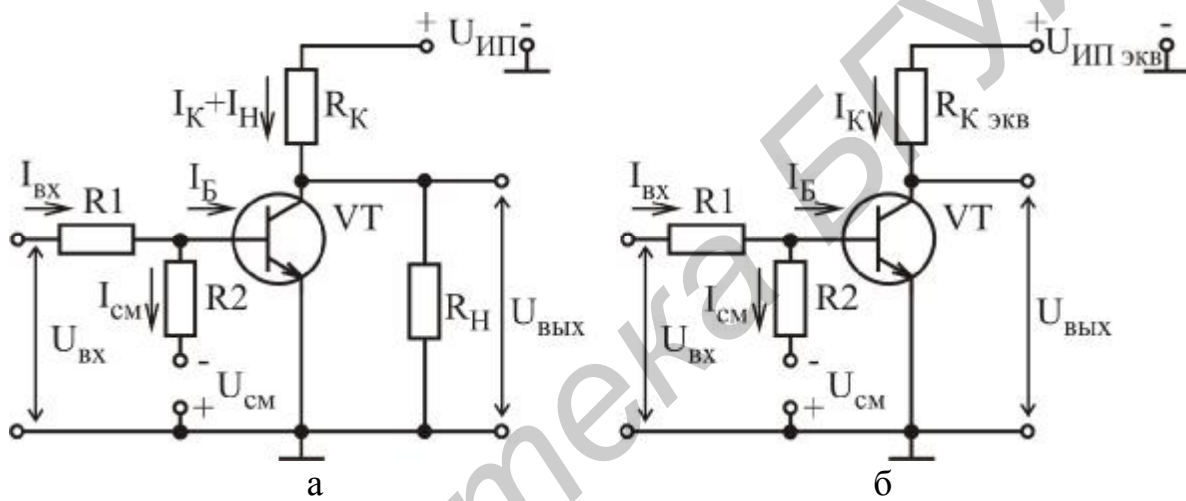 + U_ИП -
I_К+I_Н
R_К
I_вх
R1
I_Б
VT
I_см
R2
R_Н
U_вх
U_вых
-
U_см
+
а
+ U_ИП экв -
I_К
R_К экв
I_вх
R1
I_Б
VT
I_см
R2
U_вх
U_вых
-
U_см
+
б